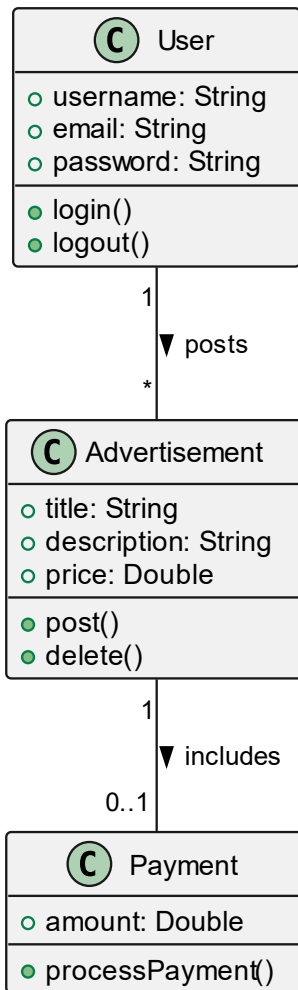 C User
username: String
email: String
password: String
login()
logout()
1
posts
*
C Advertisement
title: String
description: String
price: Double
post()
delete()
1
includes
0..1
C Payment
amount: Double
processPayment()